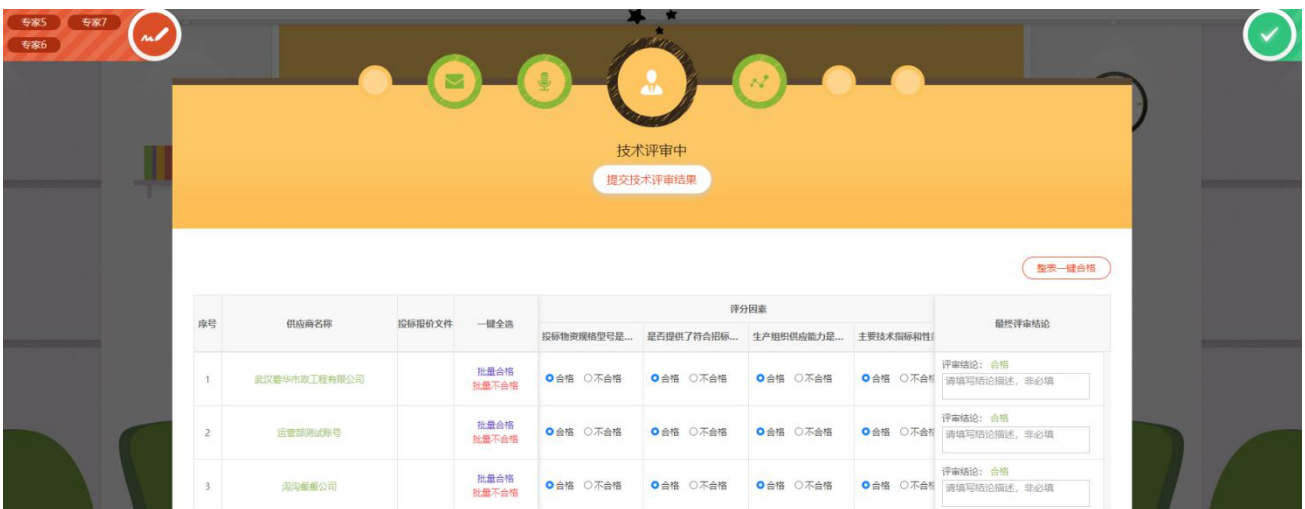 专家5 专家7
专家6
技术评审中
提交技术评审结果
整表一键合格
序号 供应商名称 投标报价文件 一键全选 评分因素 最终评审结论
投标物资规格型号是... 是否提供了符合招标... 生产组织供应能力是... 主要技术指标和性
1 武汉碧华市政工程有限公司 批量合格 批量不合格 合格 不合格 合格 不合格 合格 不合格 合格 不合格 评审结论: 合格
请填写结论描述, 非必填
2 运管部测试账号 批量合格 批量不合格 合格 不合格 合格 不合格 合格 不合格 合格 不合格 评审结论: 合格
请填写结论描述, 非必填
3 批量合格 批量不合格 合格 不合格 合格 不合格 合格 不合格 合格 不合格 评审结论: 合格
请填写结论描述, 非必填